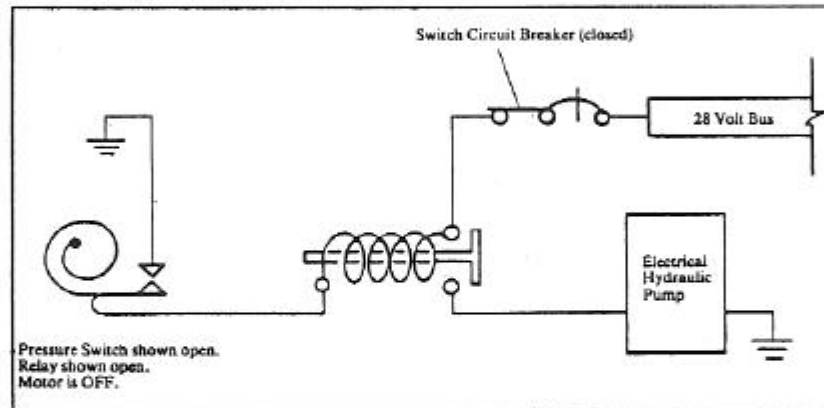 Switch Circuit Breaker (closed)
28 Volt Bus
Electrical
Hydraulic
Pump
Pressure Switch shown open.
Relay shown open.
Motor is OFF.